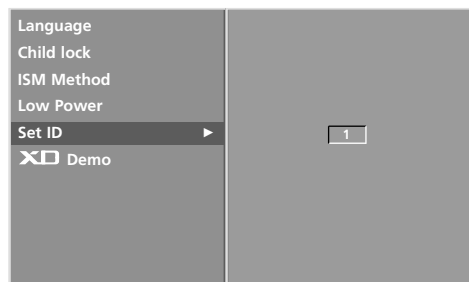 Language
Child lock
ISM Method
Low Power
Set ID ►
1
XD Demo